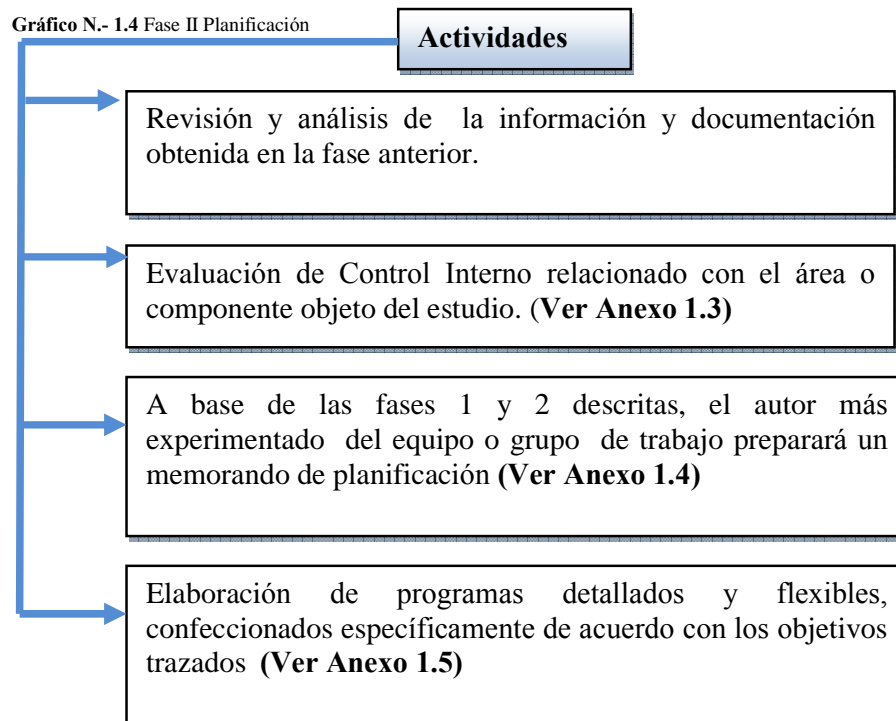 Gráfico N.- 1.4 Fase II Planificación
Actividades
Revisión y análisis de la información y documentación
obtenida en la fase anterior.
Evaluación de Control Interno relacionado con el área o
componente objeto del estudio. (Ver Anexo 1.3)
A base de las fases 1 y 2 descritas, el autor más
experimentado del equipo o grupo de trabajo preparará un
memorando de planificación (Ver Anexo 1.4)
Elaboración de programas detallados y flexibles,
confeccionados específicamente de acuerdo con los objetivos
trazados (Ver Anexo 1.5)